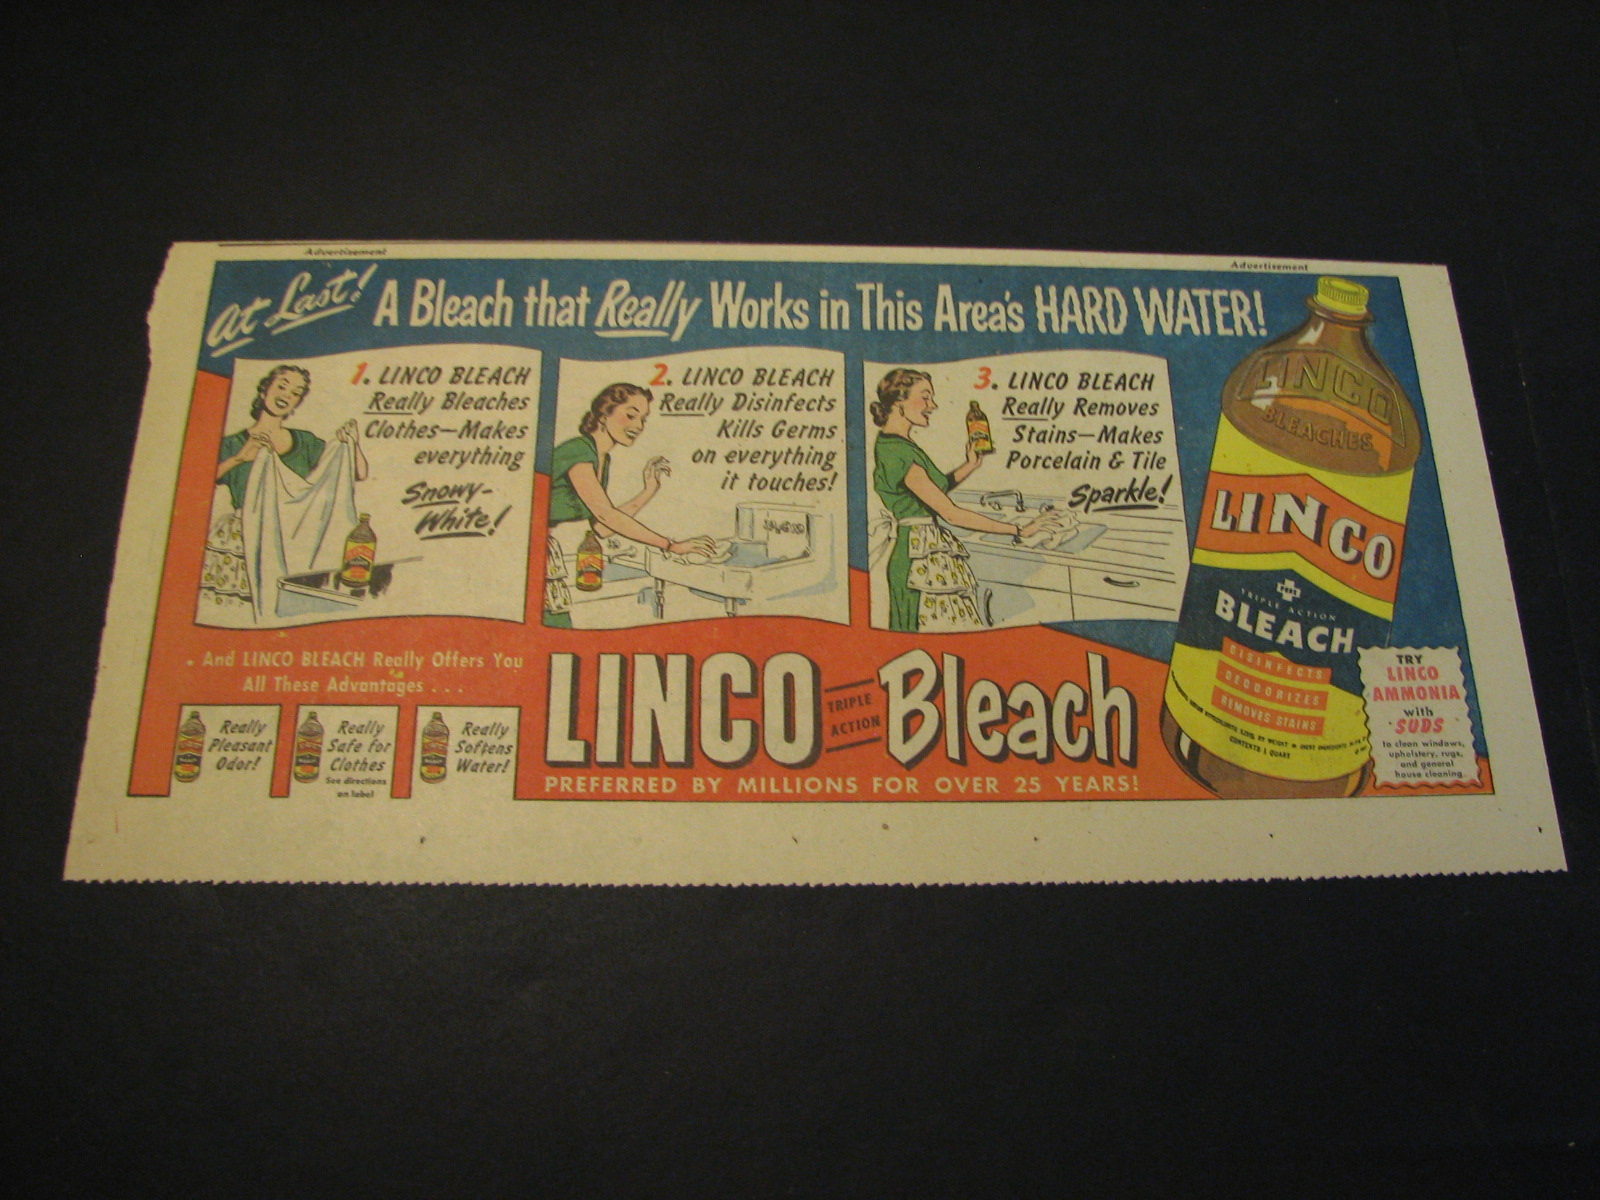 Advertisement
Advertisement
At Last! A Bleach that Really Works in This Area's HARD WATER!
1. LINCO BLEACH
Really Bleaches
Clothes—Makes
everything
Snowy-
White!
2. LINCO BLEACH
Really Disinfects
Kills Germs
on everything
it touches!
3. LINCO BLEACH
Really Removes
Stains—Makes
Porcelain & Tile
Sparkle!
LINCO
BLEACHES
LINCO
TRIPLE ACTION
BLEACH
DISINFECTS
DEODORIZES
REMOVES STAINS
CONTENTS 1 QUART
. And LINCO BLEACH Really Offers You
All These Advantages . . .
Really
Pleasant
Odor!
Really
Safe for
Clothes
See directions
on label
Really
Softens
Water!
LINCO TRIPLE ACTION Bleach
PREFERRED BY MILLIONS FOR OVER 25 YEARS!
TRY
LINCO
AMMONIA
with
SUDS
to clean windows,
upholstery, rugs,
and general
house cleaning.